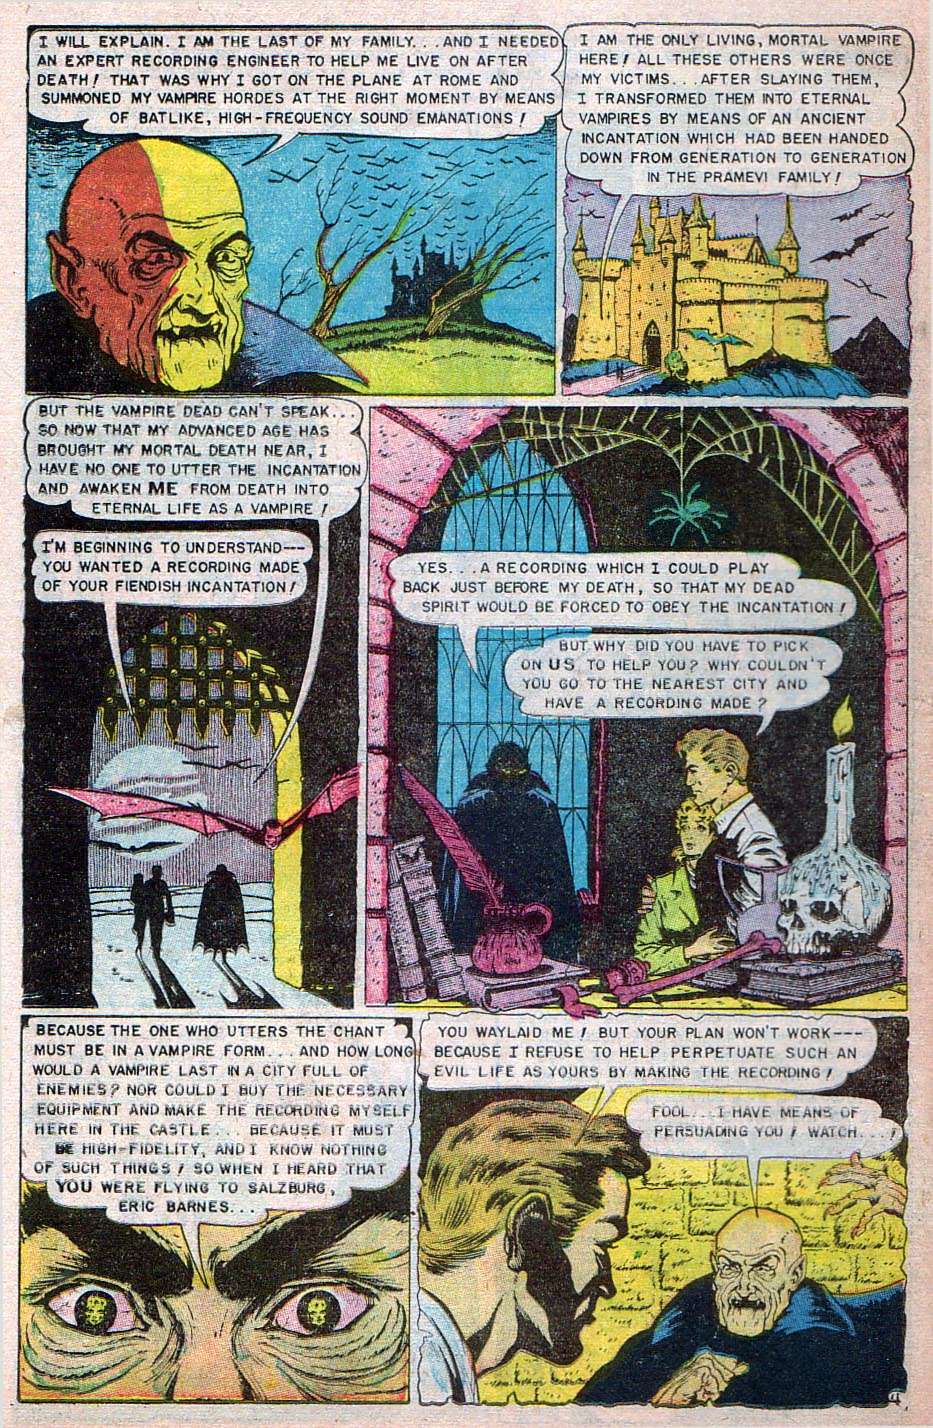 I WILL EXPLAIN. I AM THE LAST OF MY FAMILY...AND I NEEDED
AN EXPERT RECORDING ENGINEER TO HELP ME LIVE ON AFTER
DEATH! THAT WAS WHY I GOT ON THE PLANE AT ROME AND
SUMMONED MY VAMPIRE HORDES AT THE RIGHT MOMENT BY MEANS
OF BATLIKE, HIGH-FREQUENCY SOUND EMANATIONS!
I AM THE ONLY LIVING, MORTAL VAMPIRE
HERE! ALL THESE OTHERS WERE ONCE
MY VICTIMS...AFTER SLAYING THEM,
I TRANSFORMED THEM INTO ETERNAL
VAMPIRES BY MEANS OF AN ANCIENT
INCANTATION WHICH HAD BEEN HANDED
DOWN FROM GENERATION TO GENERATION
IN THE PRAMEVI FAMILY!
BUT THE VAMPIRE DEAD CAN'T SPEAK...
SO NOW THAT MY ADVANCED AGE HAS
BROUGHT MY MORTAL DEATH NEAR, I
HAVE NO ONE TO UTTER THE INCANTATION
AND AWAKEN ME FROM DEATH INTO
ETERNAL LIFE AS A VAMPIRE!
I'M BEGINNING TO UNDERSTAND---
YOU WANTED A RECORDING MADE
OF YOUR FIENDISH INCANTATION!
YES...A RECORDING WHICH I COULD PLAY
BACK JUST BEFORE MY DEATH, SO THAT MY DEAD
SPIRIT WOULD BE FORCED TO OBEY THE INCANTATION!
BUT WHY DID YOU HAVE TO PICK
ON US TO HELP YOU? WHY COULDN'T
YOU GO TO THE NEAREST CITY AND
HAVE A RECORDING MADE?
BECAUSE THE ONE WHO UTTERS THE CHANT
MUST BE IN A VAMPIRE FORM...AND HOW LONG
WOULD A VAMPIRE LAST IN A CITY FULL OF
ENEMIES? NOR COULD I BUY THE NECESSARY
EQUIPMENT AND MAKE THE RECORDING MYSELF
HERE IN THE CASTLE...BECAUSE IT MUST
BE HIGH-FIDELITY, AND I KNOW NOTHING
OF SUCH THINGS! SO WHEN I HEARD THAT
YOU WERE FLYING TO SALZBURG,
ERIC BARNES...
YOU WAYLAID ME! BUT YOUR PLAN WON'T WORK---
BECAUSE I REFUSE TO HELP PERPETUATE SUCH AN
EVIL LIFE AS YOURS BY MAKING THE RECORDING!
FOOL...I HAVE MEANS OF
PERSUADING YOU! WATCH...!
4